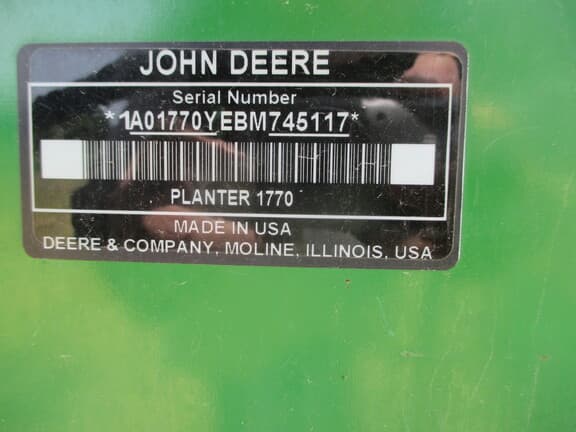 JOHN DEERE
Serial Number
*1A01770YEBM745117*
PLANTER 1770
MADE IN USA
DEERE & COMPANY, MOLINE, ILLINOIS, USA